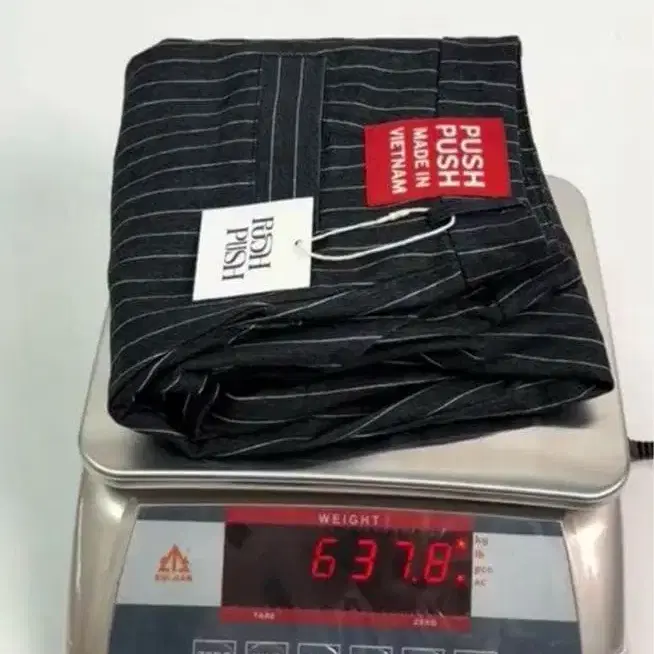 PUSH
PUSH
MADE IN
VIETNAM
PUSH
PUSH
WEIGHT
637.8
kg
lb
pcs
TARE
ZERO